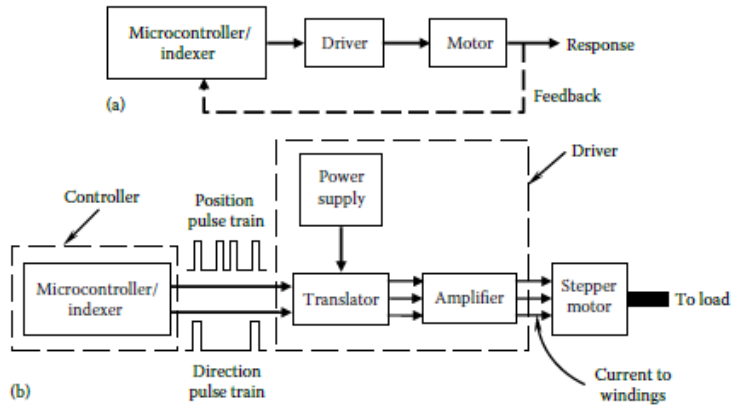 Microcontroller/
indexer
Driver
Motor
Response
Feedback
(a)
Driver
Power
supply
Controller
Position
pulse train
Microcontroller/
indexer
Translator
Amplifier
Stepper
motor
To load
Direction
pulse train
Current to
windings
(b)